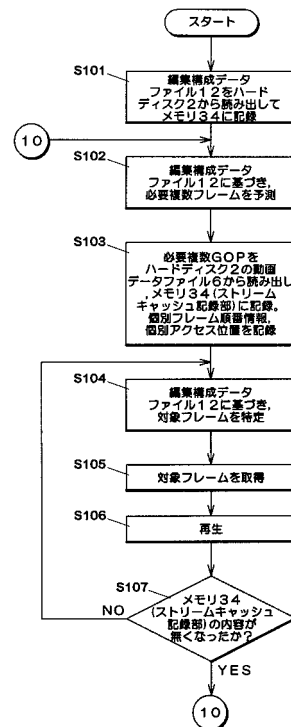 スタート
S101
編集構成データ
ファイル12をハード
ディスク2から読み出して
メモリ34に記録
10
S102
編集構成データ
ファイル12に基づき,
必要複数フレームを予測
S103
必要複数GOPを
ハードディスク2の動画
データファイル6から読み出し
,メモリ34(ストリーム
キャッシュ記録部)に記録。
個別フレーム順番情報,
個別アクセス位置を記録
S104
編集構成データ
ファイル12に基づき,
対象フレームを特定
S105
対象フレームを取得
S106
再生
S107
メモリ34
(ストリームキャッシュ
記録部)の内容が
無くなったか?
NO
YES
10